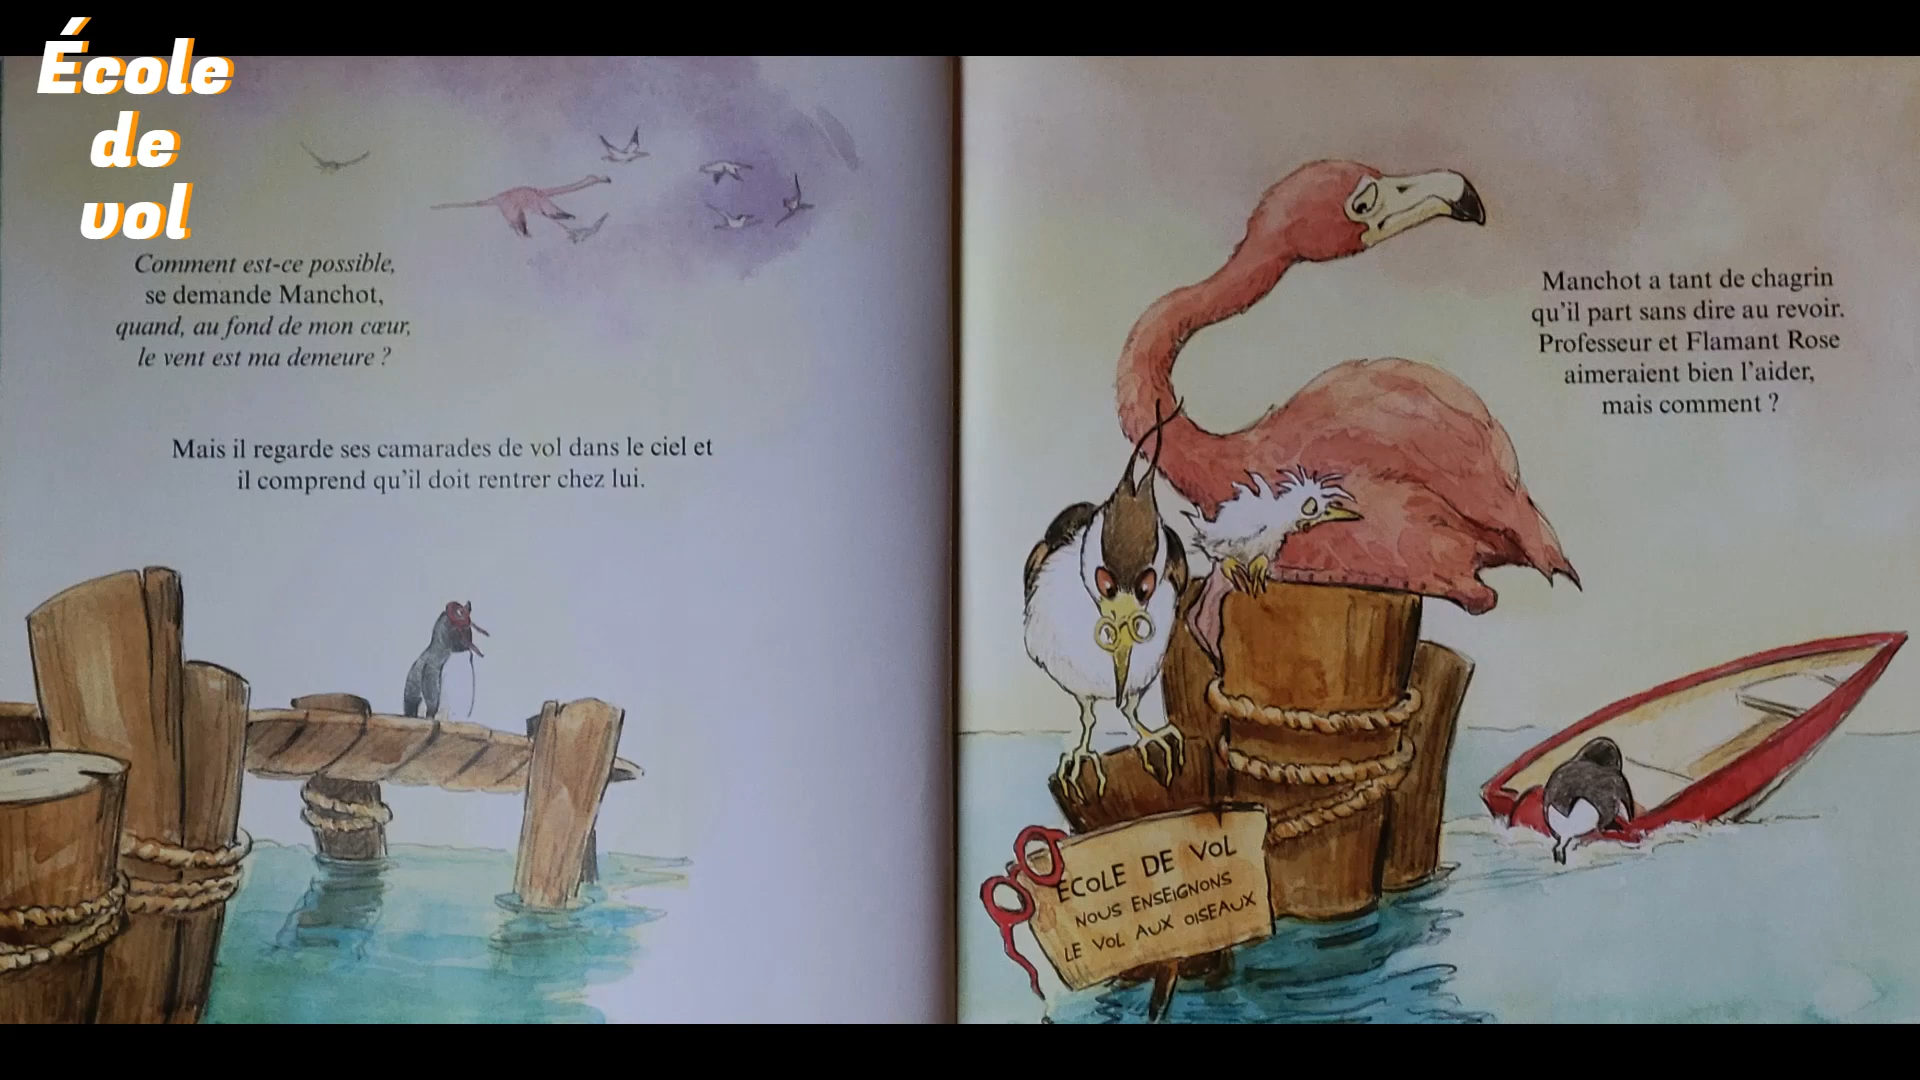 École
de
vol
Comment est-ce possible,
se demande Manchot,
quand, au fond de mon cœur,
le vent est ma demeure ?
Mais il regarde ses camarades de vol dans le ciel et
il comprend qu'il doit rentrer chez lui.
Manchot a tant de chagrin
qu'il part sans dire au revoir.
Professeur et Flamant Rose
aimeraient bien l'aider,
mais comment ?
ÉCOLE DE VOL
NOUS ENSEIGNONS
LE VOL AUX OISEAUX